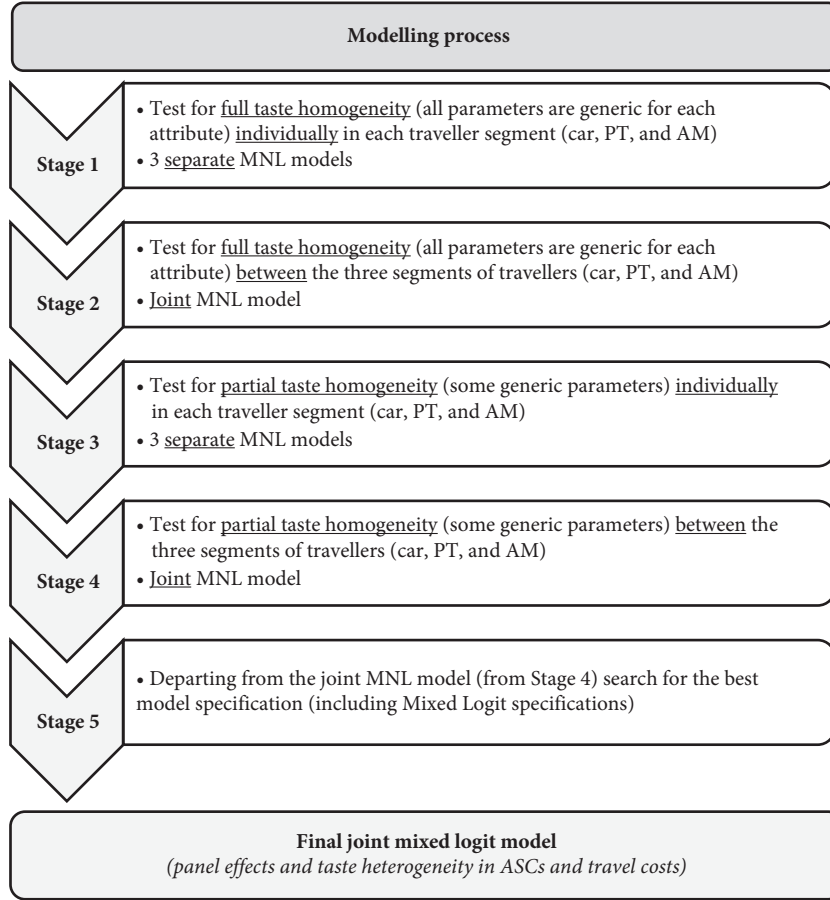 Modelling process
Stage 1
• Test for full taste homogeneity (all parameters are generic for each
attribute) individually in each traveller segment (car, PT, and AM)
• 3 separate MNL models
Stage 2
• Test for full taste homogeneity (all parameters are generic for each
attribute) between the three segments of travellers (car, PT, and AM)
• Joint MNL model
Stage 3
• Test for partial taste homogeneity (some generic parameters) individually
in each traveller segment (car, PT, and AM)
• 3 separate MNL models
Stage 4
• Test for partial taste homogeneity (some generic parameters) between the
three segments of travellers (car, PT, and AM)
• Joint MNL model
Stage 5
• Departing from the joint MNL model (from Stage 4) search for the best
model specification (including Mixed Logit specifications)
Final joint mixed logit model
(panel effects and taste heterogeneity in ASCs and travel costs)